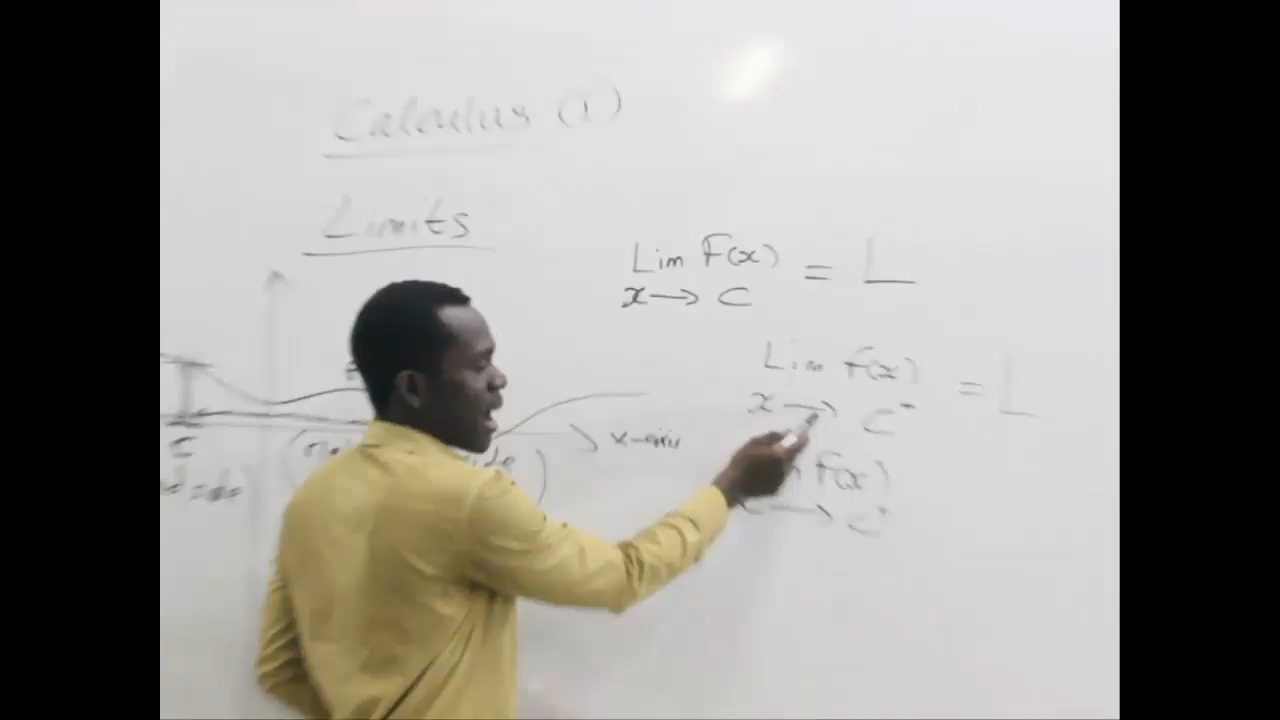 Calculus (1)
Limits
Lim F(x) = L
x → c
Lim F(x) = L
x → c⁻
F(x)
→ c⁺
x-axis
c